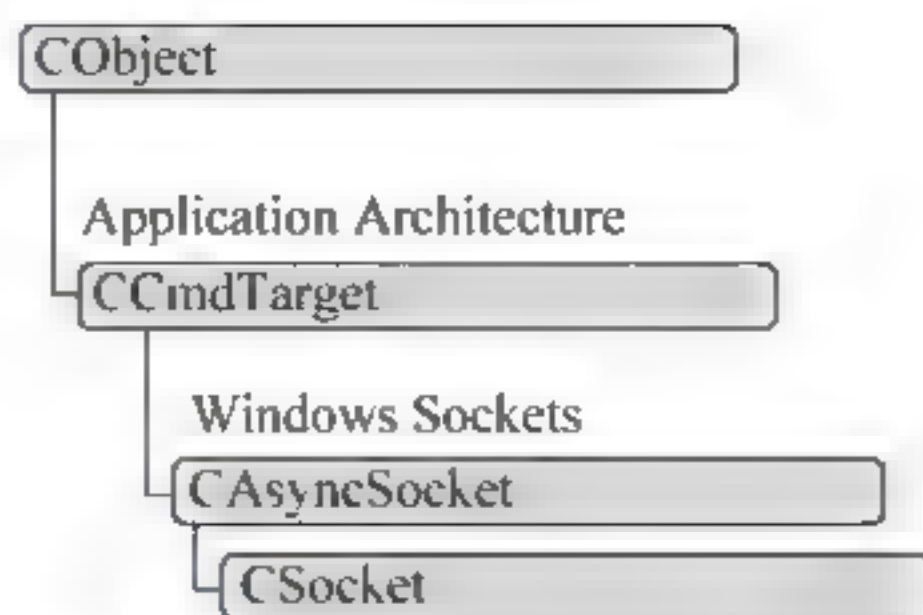 CObject
Application Architecture
CCmdTarget
Windows Sockets
CAsyncSocket
CSocket